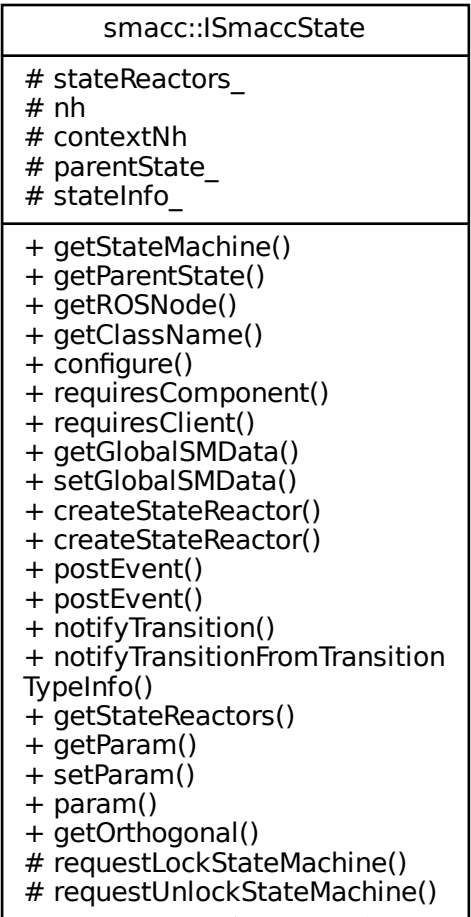 smacc::ISmaccState
# stateReactors_
# nh
# contextNh
# parentState_
# stateInfo_
+ getStateMachine()
+ getParentState()
+ getROSNode()
+ getClassName()
+ configure()
+ requiresComponent()
+ requiresClient()
+ getGlobalSMData()
+ setGlobalSMData()
+ createStateReactor()
+ createStateReactor()
+ postEvent()
+ postEvent()
+ notifyTransition()
+ notifyTransitionFromTransition
TypeInfo()
+ getStateReactors()
+ getParam()
+ setParam()
+ param()
+ getOrthogonal()
# requestLockStateMachine()
# requestUnlockStateMachine()